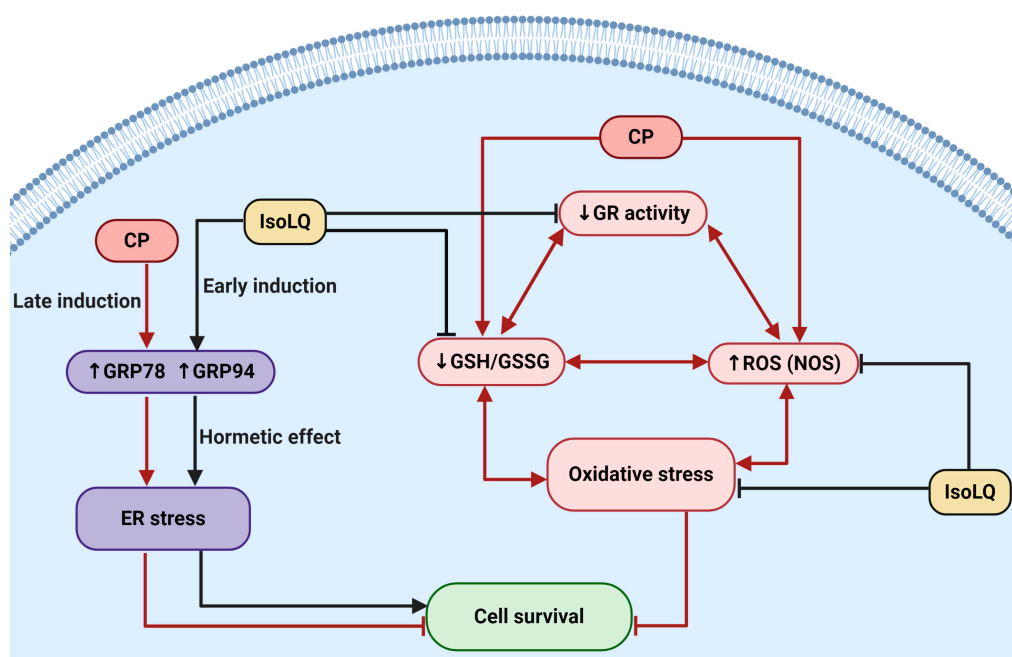 CP
↓GR activity
IsoLQ
CP
Early induction
Late induction
↑GRP78 ↑GRP94
↓GSH/GSSG
↑ROS (NOS)
Hormetic effect
Oxidative stress
IsoLQ
ER stress
Cell survival